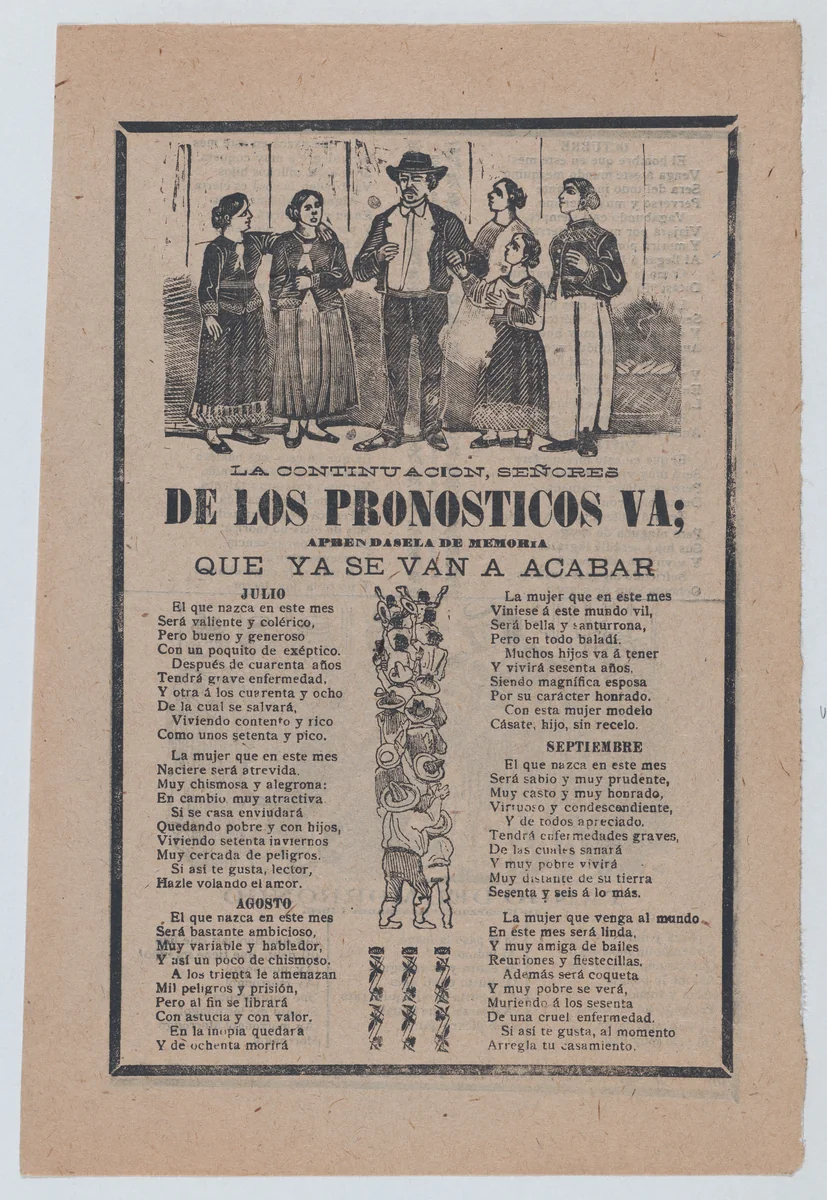 LA CONTINUACION, SEÑORES
DE LOS PRONOSTICOS VA;
APRENDASELA DE MEMORIA
QUE YA SE VAN A ACABAR
JULIO
El que nazca en este mes
Será valiente y colérico,
Pero bueno y generoso
Con un poquito de exéptico.
Después de cuarenta años
Tendrá grave enfermedad,
Y otra á los cuarenta y ocho
De la cual se salvará,
Viviendo contento y rico
Como unos setenta y pico.
La mujer que en este mes
Naciere será atrevida,
Muy chismosa y alegrona:
En cambio muy atractiva
Si se casa enviudará
Quedando pobre y con hijos,
Viviendo setenta inviernos
Muy cercada de peligros.
Si así te gusta, lector,
Hazle volando el amor.
AGOSTO
El que nazca en este mes
Será bastante ambicioso,
Muy variable y hablador,
Y así un poco de chismoso.
A los trienta le amenazan
Mil peligros y prisión,
Pero al fin se librará
Con astucia y con valor.
En la inopia quedara
Y de ochenta morirá
La mujer que en este mes
Viniese á este mundo vil,
Será bella y santurrona,
Pero en todo baladí.
Muchos hijos va á tener
Y vivirá sesenta años,
Siendo magnífica esposa
Por su carácter honrado.
Con esta mujer modelo
Cásate, hijo, sin recelo.
SEPTIEMBRE
El que nazca en este mes
Será sabio y muy prudente,
Muy casto y muy honrado,
Virtuoso y condescendiente,
Y de todos apreciado.
Tendrá enfermedades graves,
De las cuales sanará
Y muy pobre vivirá
Muy distante de su tierra
Sesenta y seis á lo más.
La mujer que venga al mundo
En este mes será linda,
Y muy amiga de bailes
Reuniones y fiestecillas.
Además será coqueta
Y muy pobre se verá,
Muriendo á los sesenta
De una cruel enfermedad.
Si así te gusta, al momento
Arregla tu casamiento.